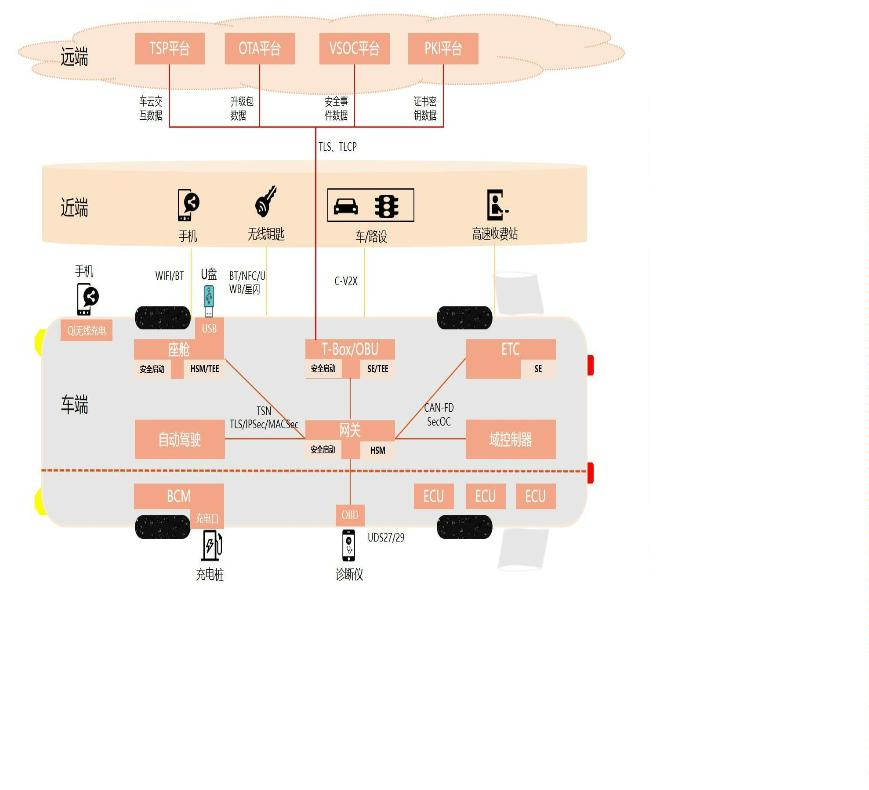 远端
TSP平台
OTA平台
VSOC平台
PKI平台
车云交
互数据
升级包
数据
安全事
件数据
证书密
钥数据
TLS、TLCP
近端
手机
无线钥匙
车/路设
高速收费站
手机
WIFI/BT
U盘
BT/NFC/U
WB/星闪
C-V2X
Qi无线充电
USB
座舱
安全启动
HSM/TEE
T-Box/OBU
安全启动
SE/TEE
ETC
SE
车端
TSN
TLS/IPSec/MACSec
CAN-FD
SecOC
自动驾驶
网关
安全启动
HSM
域控制器
BCM
充电口
OBD
ECU
ECU
ECU
UDS27/29
充电桩
诊断仪